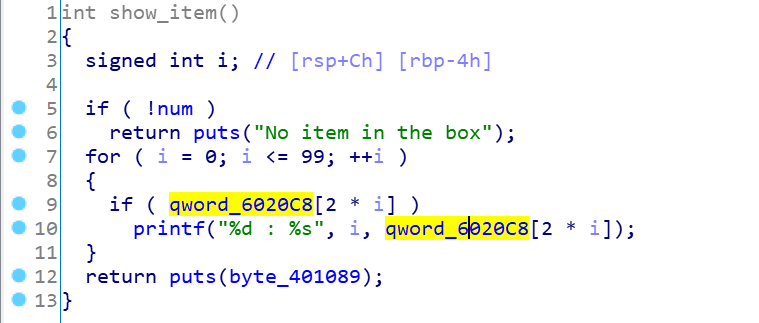 1 int show_item()
2 {
3   signed int i; // [rsp+Ch] [rbp-4h]
4
5   if ( !num )
6     return puts("No item in the box");
7   for ( i = 0; i <= 99; ++i )
8   {
9     if ( qword_6020C8[2 * i] )
10       printf("%d : %s", i, qword_6020C8[2 * i]);
11   }
12   return puts(byte_401089);
13 }